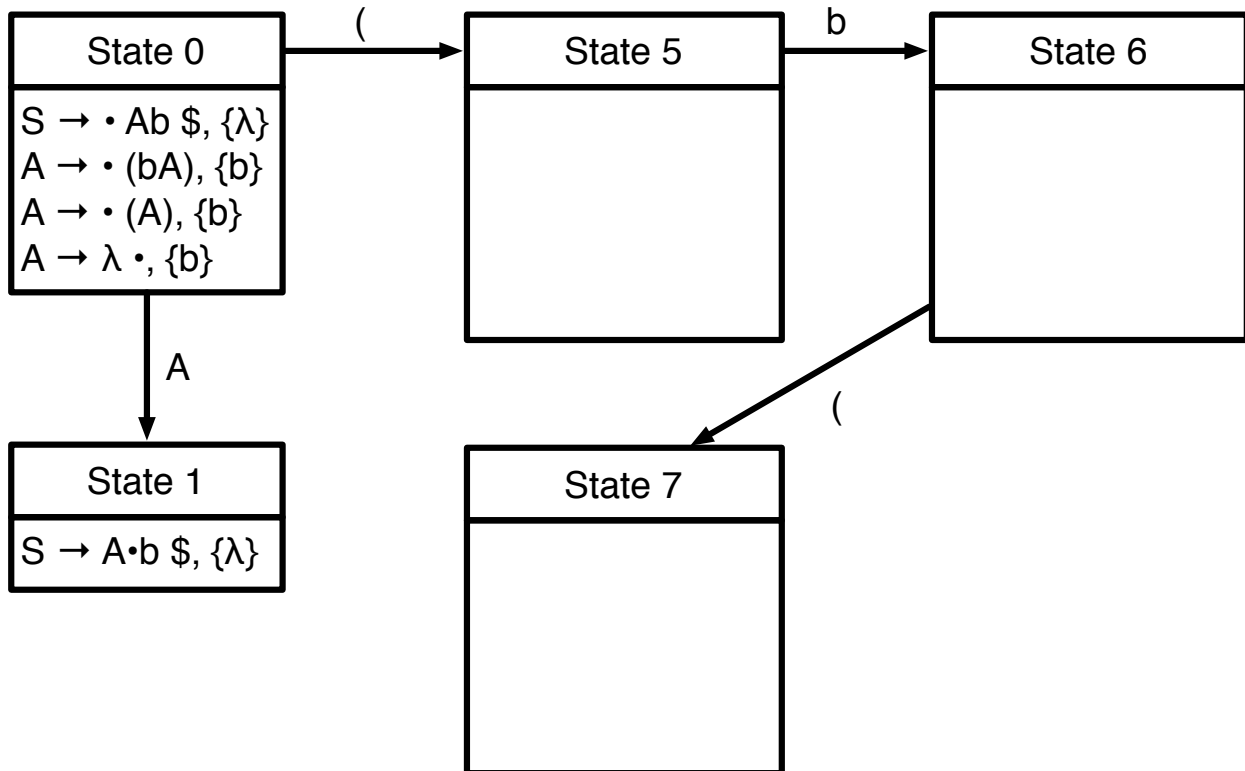 State 0
S → • Ab $, {λ}
A → • (bA), {b}
A → • (A), {b}
A → λ •, {b}
(
State 5
b
State 6
A
(
State 1
S → A•b $, {λ}
State 7